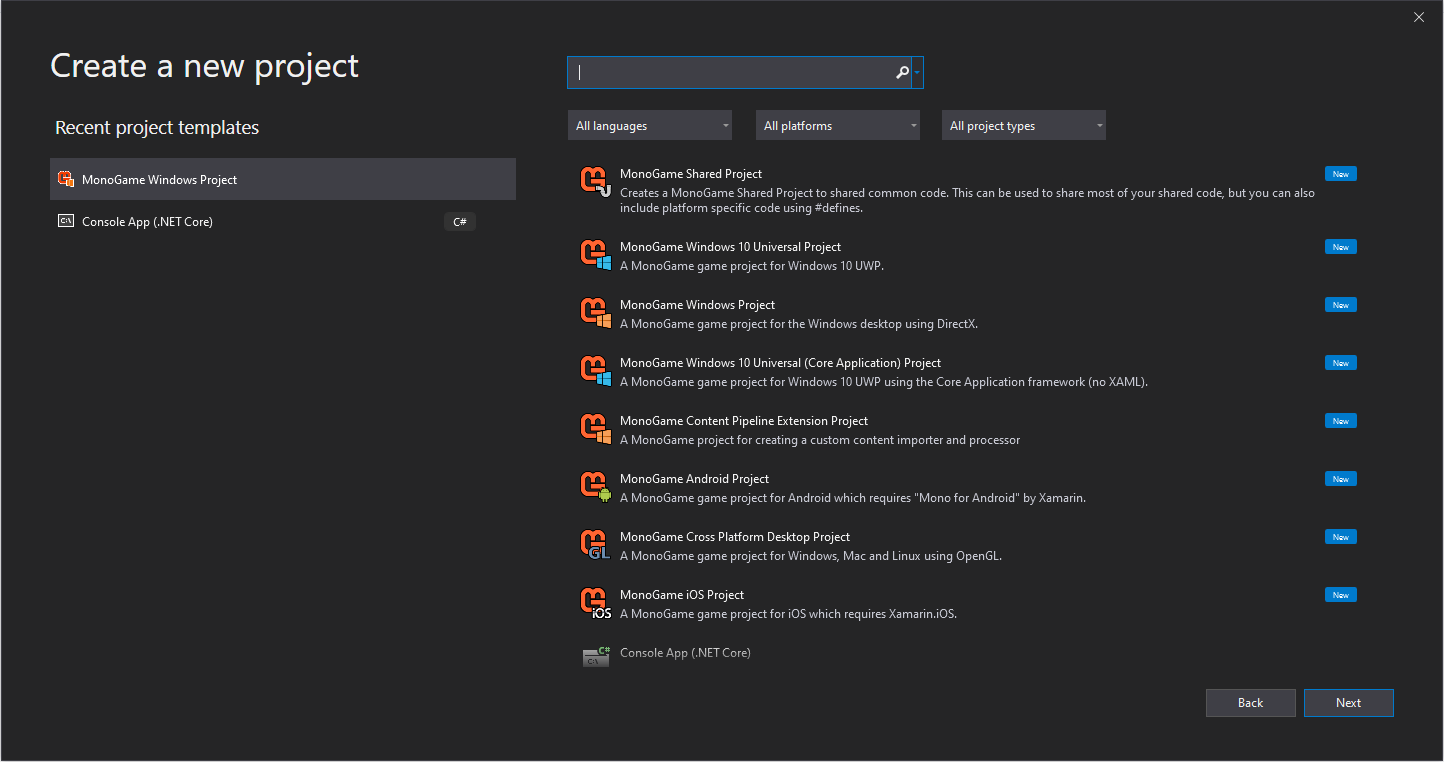 Create a new project
Recent project templates
MonoGame Windows Project
Console App (.NET Core)
C#
All languages
All platforms
All project types
MonoGame Shared Project
New
Creates a MonoGame Shared Project to shared common code. This can be used to share most of your shared code, but you can also
include platform specific code using #defines.
MonoGame Windows 10 Universal Project
New
A MonoGame game project for Windows 10 UWP.
MonoGame Windows Project
New
A MonoGame game project for the Windows desktop using DirectX.
MonoGame Windows 10 Universal (Core Application) Project
New
A MonoGame game project for Windows 10 UWP using the Core Application framework (no XAML).
MonoGame Content Pipeline Extension Project
New
A MonoGame project for creating a custom content importer and processor
MonoGame Android Project
New
A MonoGame game project for Android which requires "Mono for Android" by Xamarin.
MonoGame Cross Platform Desktop Project
New
GL
A MonoGame game project for Windows, Mac and Linux using OpenGL.
MonoGame iOS Project
New
iOS
A MonoGame game project for iOS which requires Xamarin.iOS.
C#
C:\
Console App (.NET Core)
Back
Next